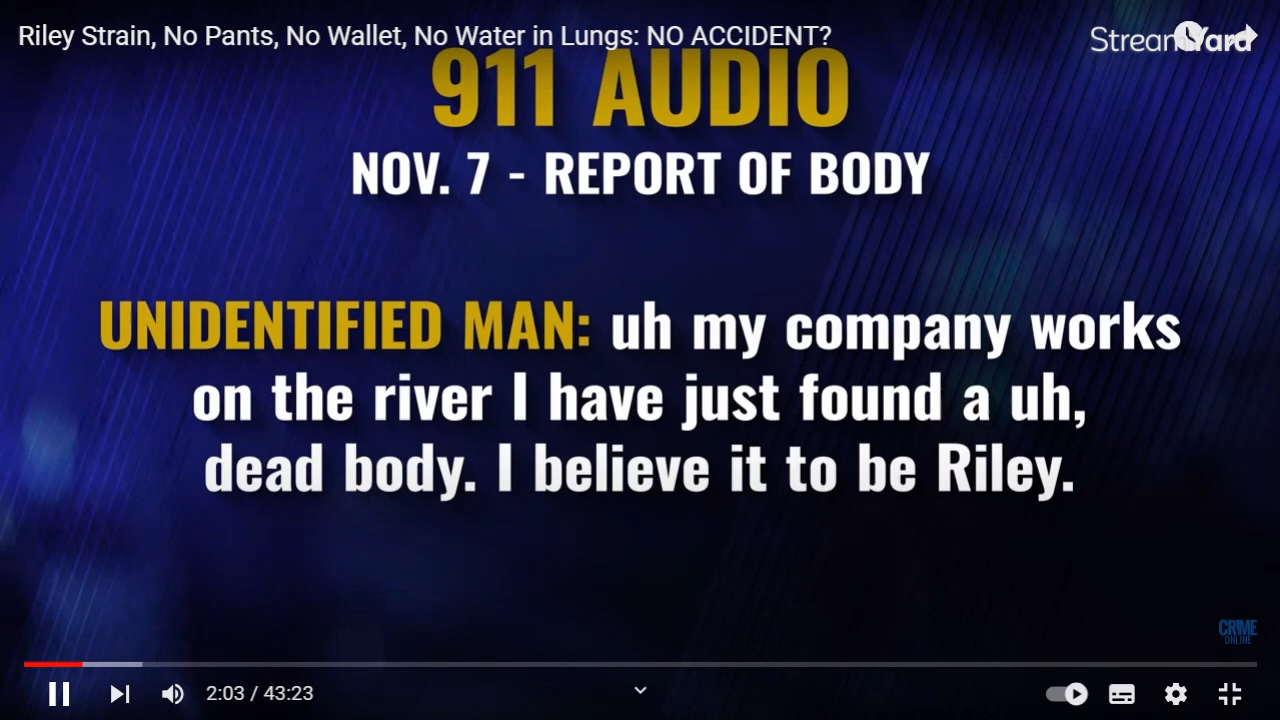 Riley Strain, No Pants, No Wallet, No Water in Lungs: NO ACCIDENT?
StreamYard
911 AUDIO
NOV. 7 - REPORT OF BODY
UNIDENTIFIED MAN: uh my company works
on the river I have just found a uh,
dead body. I believe it to be Riley.
CRIME
ONLINE
2:03 / 43:23